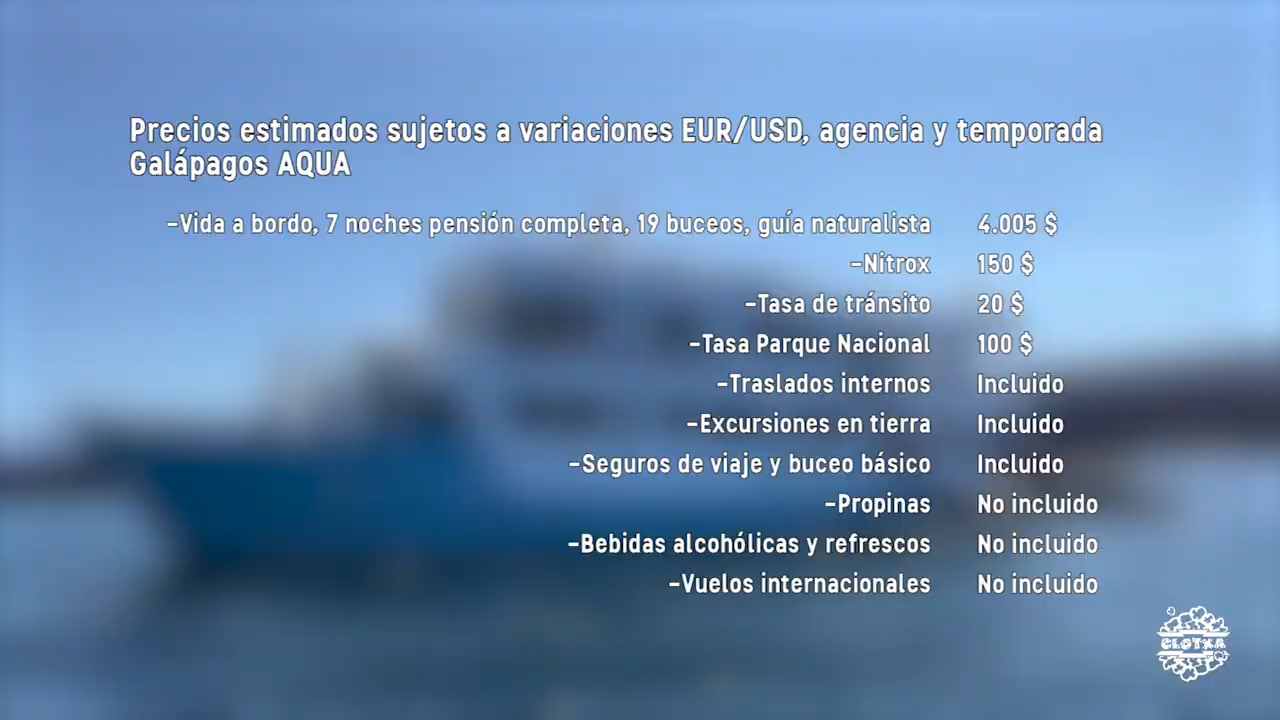 Precios estimados sujetos a variaciones EUR/USD, agencia y temporada
Galápagos AQUA
-Vida a bordo, 7 noches pensión completa, 19 buceos, guía naturalista 4.005 $
-Nitrox 150 $
-Tasa de tránsito 20 $
-Tasa Parque Nacional 100 $
-Traslados internos Incluido
-Excursiones en tierra Incluido
-Seguros de viaje y buceo básico Incluido
-Propinas No incluido
-Bebidas alcohólicas y refrescos No incluido
-Vuelos internacionales No incluido
CLOTXA